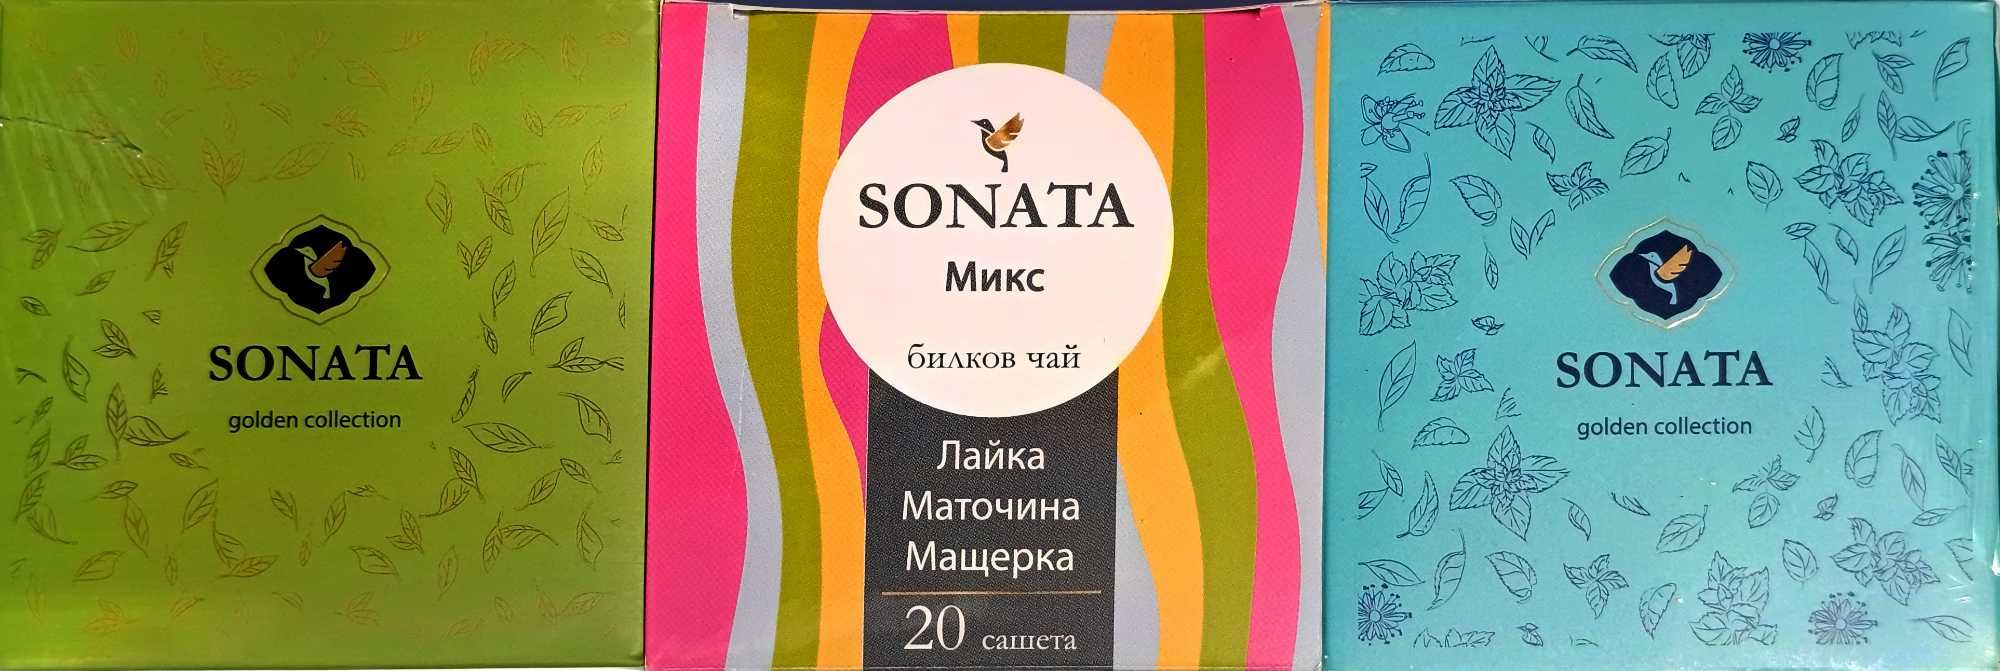 SONATA
golden collection
SONATA
Микс
билков чай
Лайка
Маточина
Мащерка
20 сашета
SONATA
golden collection